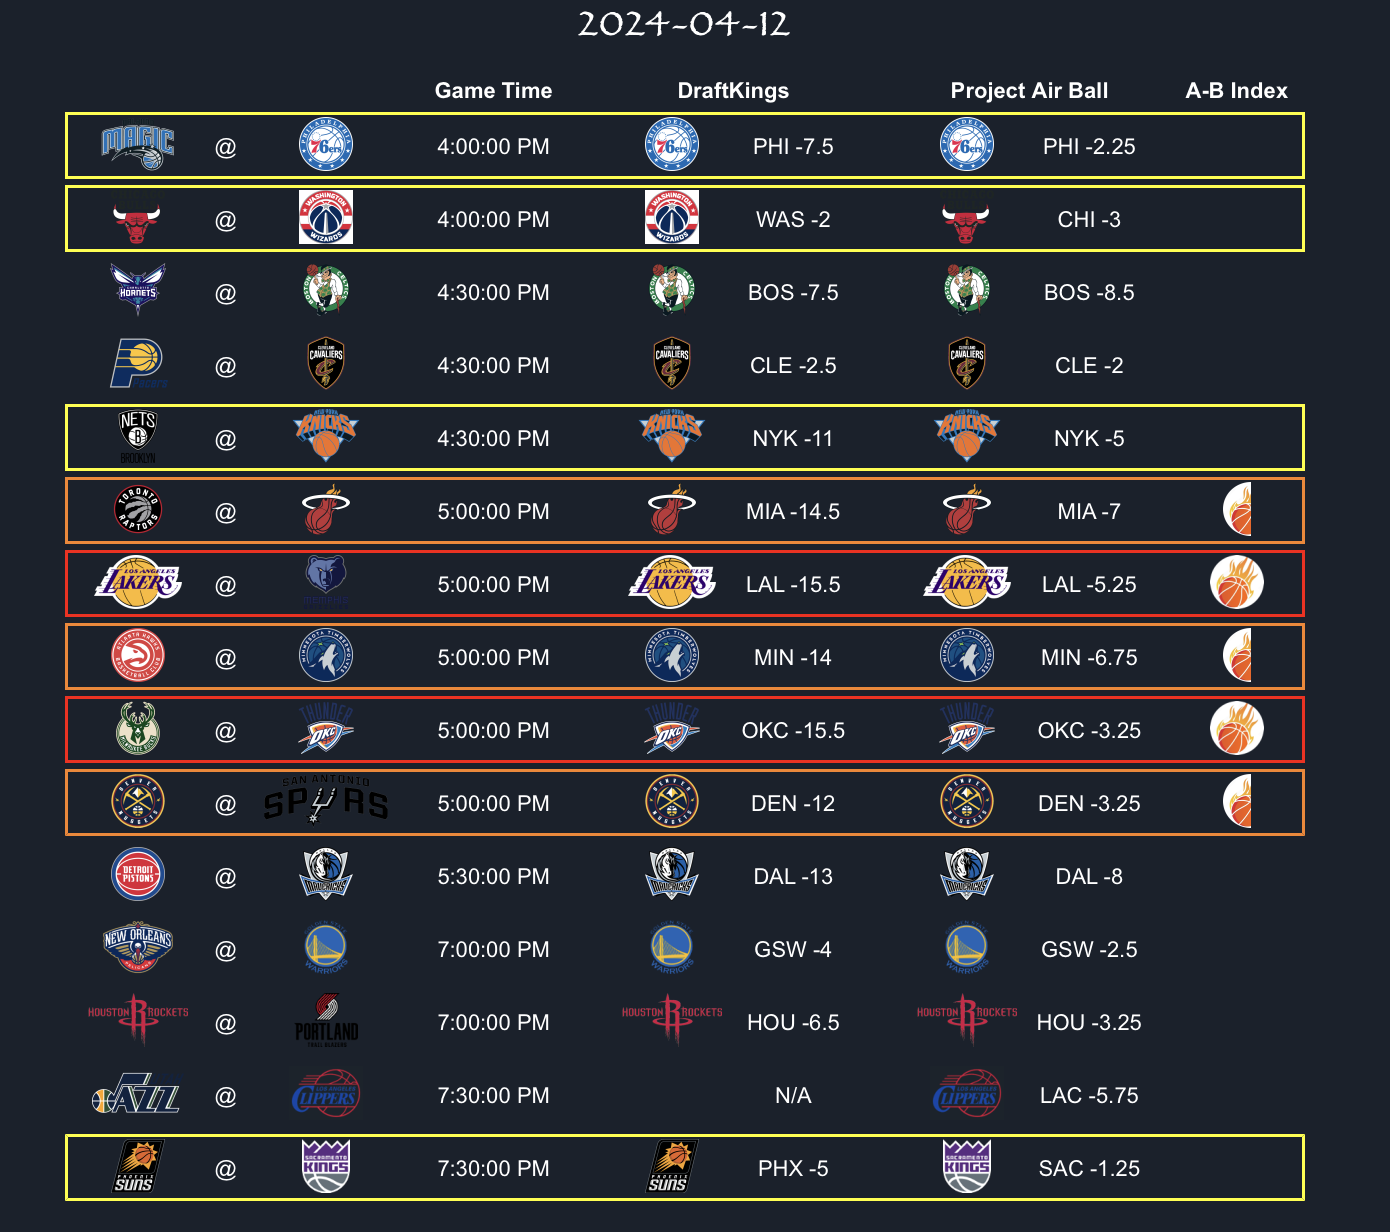 2024-04-12
Game Time DraftKings Project Air Ball A-B Index
MAGIC @ PHILADELPHIA 76ers 4:00:00 PM PHILADELPHIA 76ers PHI -7.5 PHILADELPHIA 76ers PHI -2.25
@ WASHINGTON WIZARDS 4:00:00 PM WASHINGTON WIZARDS WAS -2 CHI -3
HORNETS @ BOSTON CELTICS 4:30:00 PM BOSTON CELTICS BOS -7.5 BOSTON CELTICS BOS -8.5
Pacers @ CLEVELAND CAVALIERS C 4:30:00 PM CLEVELAND CAVALIERS C CLE -2.5 CLEVELAND CAVALIERS C CLE -2
NETS B BROOKLYN @ NEW YORK KNICKS 4:30:00 PM NEW YORK KNICKS NYK -11 NEW YORK KNICKS NYK -5
TORONTO RAPTORS @ 5:00:00 PM MIA -14.5 MIA -7
LOS ANGELES LAKERS @ MEMPHIS 5:00:00 PM LOS ANGELES LAKERS LAL -15.5 LOS ANGELES LAKERS LAL -5.25
ATLANTA HAWKS BASKETBALL CLUB @ MINNESOTA TIMBERWOLVES 5:00:00 PM MINNESOTA TIMBERWOLVES MIN -14 MINNESOTA TIMBERWOLVES MIN -6.75
MILWAUKEE BUCKS @ THUNDER OKC 5:00:00 PM THUNDER OKC OKC -15.5 THUNDER OKC OKC -3.25
DENVER NUGGETS @ SAN ANTONIO SPURS 5:00:00 PM DENVER NUGGETS DEN -12 DENVER NUGGETS DEN -3.25
DETROIT PISTONS @ MAVERICKS 5:30:00 PM MAVERICKS DAL -13 MAVERICKS DAL -8
NEW ORLEANS PELICANS @ GOLDEN STATE WARRIORS 7:00:00 PM GOLDEN STATE WARRIORS GSW -4 GOLDEN STATE WARRIORS GSW -2.5
HOUSTON ROCKETS @ PORTLAND TRAIL BLAZERS 7:00:00 PM HOUSTON ROCKETS HOU -6.5 HOUSTON ROCKETS HOU -3.25
JAZZ @ LOS ANGELES CLIPPERS 7:30:00 PM N/A LOS ANGELES CLIPPERS LAC -5.75
PHOENIX SUNS @ SACRAMENTO KINGS 7:30:00 PM PHOENIX SUNS PHX -5 SACRAMENTO KINGS SAC -1.25